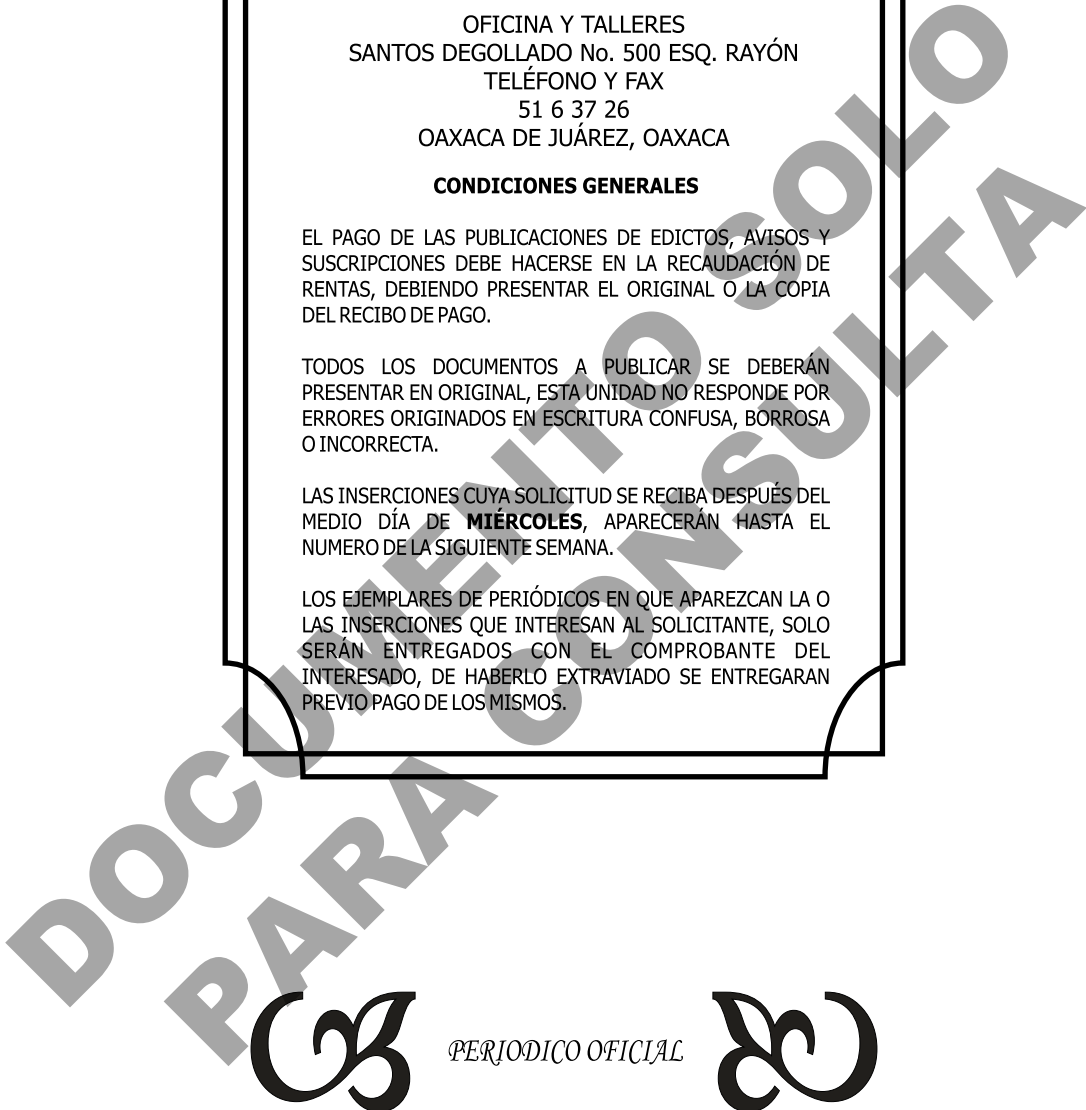 OFICINA Y TALLERES
SANTOS DEGOLLADO No. 500 ESQ. RAYÓN
TELÉFONO Y FAX
51 6 37 26
OAXACA DE JUÁREZ, OAXACA
CONDICIONES GENERALES
EL PAGO DE LAS PUBLICACIONES DE EDICTOS, AVISOS Y
SUSCRIPCIONES DEBE HACERSE EN LA RECAUDACIÓN DE
RENTAS, DEBIENDO PRESENTAR EL ORIGINAL O LA COPIA
DEL RECIBO DE PAGO.
TODOS LOS DOCUMENTOS A PUBLICAR SE DEBERÁN
PRESENTAR EN ORIGINAL, ESTA UNIDAD NO RESPONDE POR
ERRORES ORIGINADOS EN ESCRITURA CONFUSA, BORROSA
O INCORRECTA.
LAS INSERCIONES CUYA SOLICITUD SE RECIBA DESPUÉS DEL
MEDIO DÍA DE MIÉRCOLES, APARECERÁN HASTA EL
NUMERO DE LA SIGUIENTE SEMANA.
LOS EJEMPLARES DE PERIÓDICOS EN QUE APAREZCAN LA O
LAS INSERCIONES QUE INTERESAN AL SOLICITANTE, SOLO
SERÁN ENTREGADOS CON EL COMPROBANTE DEL
INTERESADO, DE HABERLO EXTRAVIADO SE ENTREGARAN
PREVIO PAGO DE LOS MISMOS.
PERIODICO OFICIAL
DOCUMENTO SOLO
PARA CONSULTA